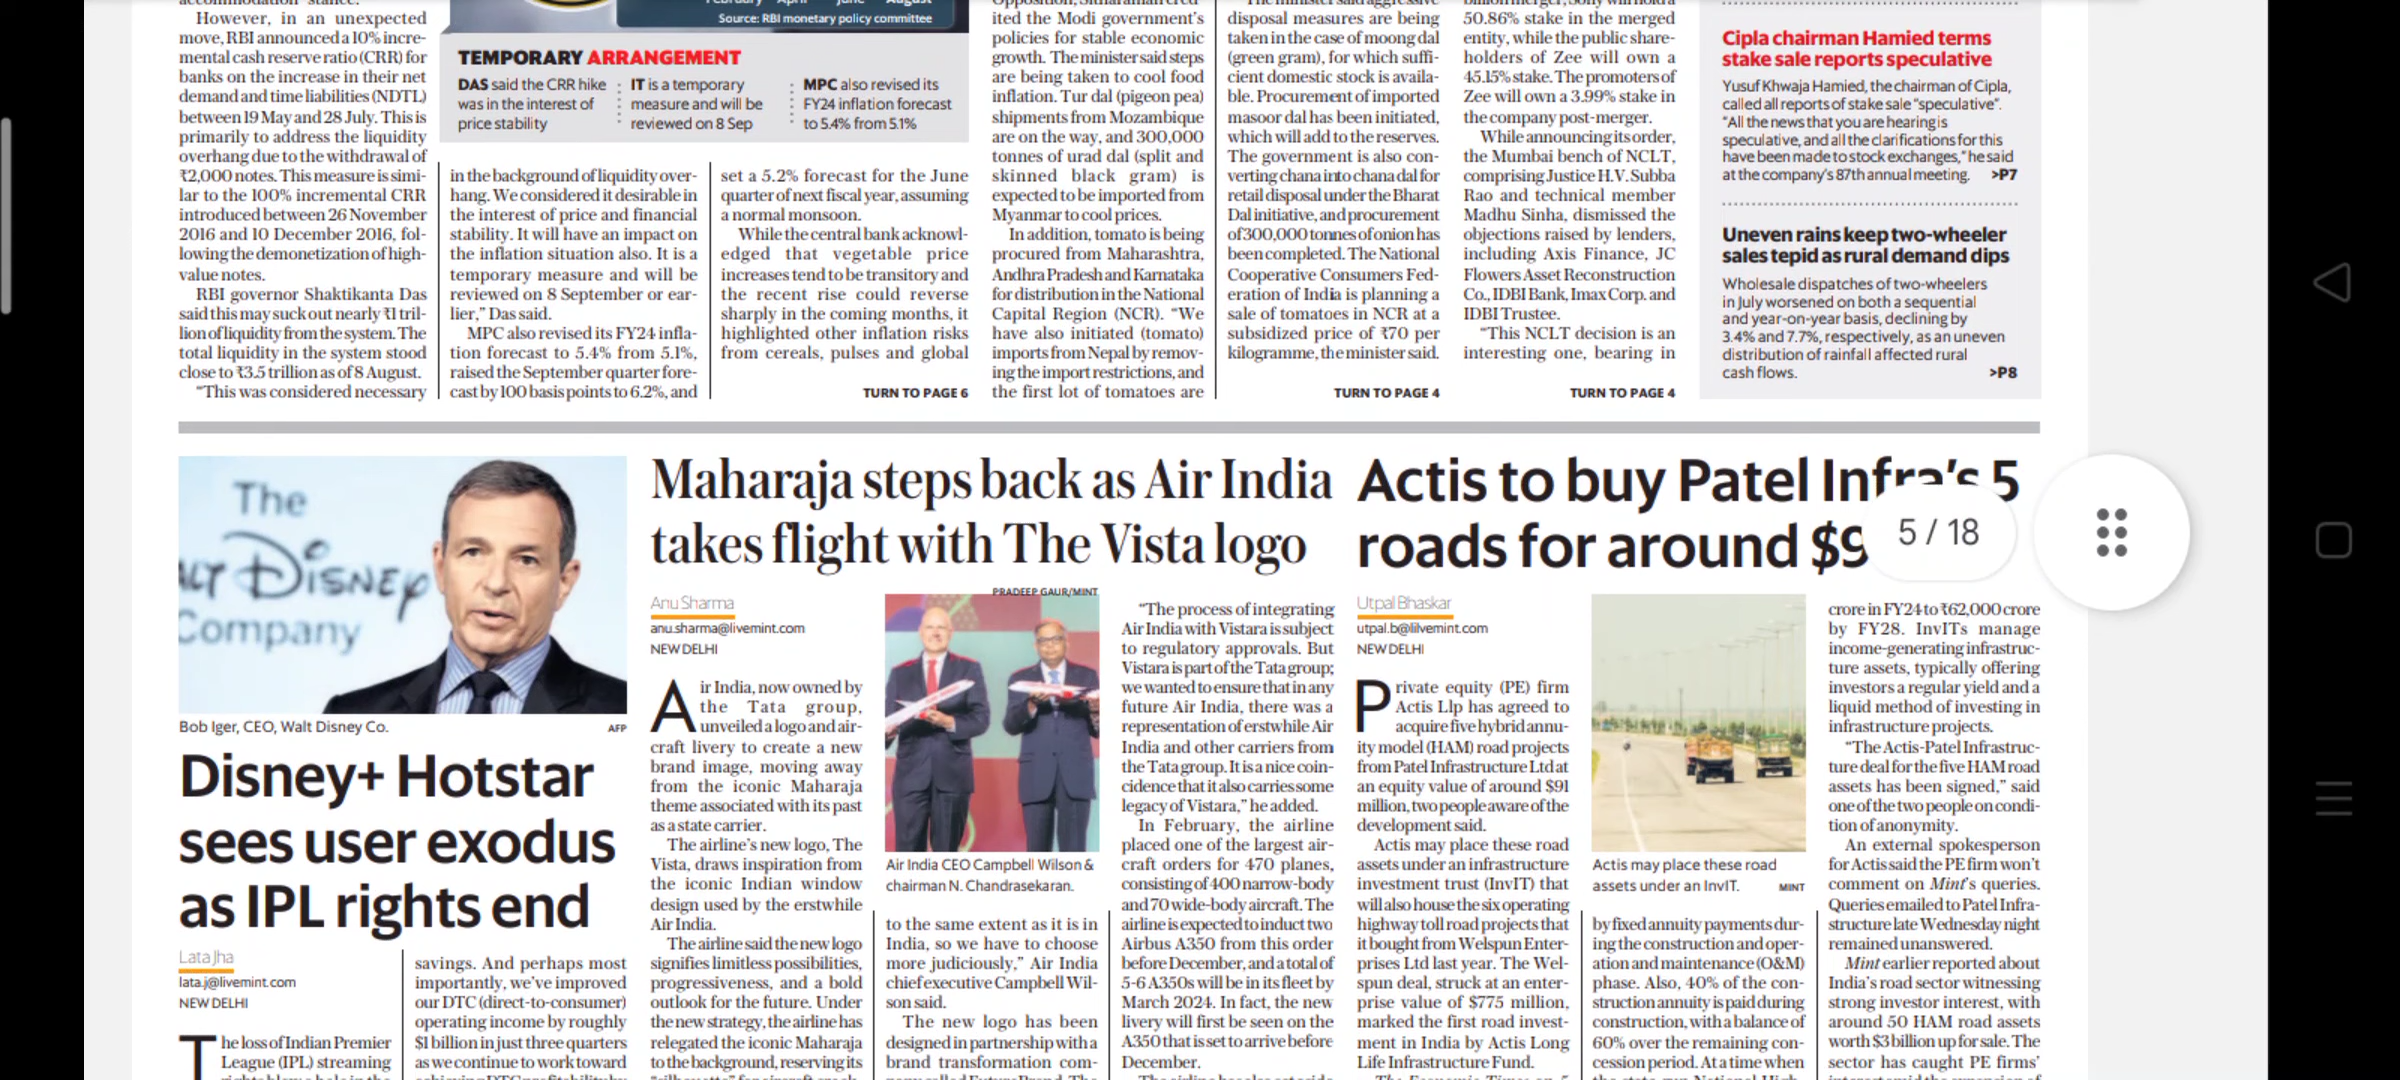 accommodation" stance.
However, in an unexpected
move, RBI announced a 10% incre-
mental cash reserve ratio (CRR) for
banks on the increase in their net
demand and time liabilities (NDTL)
between 19 May and 28 July. This is
primarily to address the liquidity
overhang due to the withdrawal of
₹2,000 notes. This measure is simi-
lar to the 100% incremental CRR
introduced between 26 November
2016 and 10 December 2016, fol-
lowing the demonetization of high-
value notes.
RBI governor Shaktikanta Das
said this may suck out nearly ₹1 tril-
lion of liquidity from the system. The
total liquidity in the system stood
close to ₹3.5 trillion as of 8 August.
"This was considered necessary
February April June August
Source: RBI monetary policy committee
TEMPORARY ARRANGEMENT
DAS said the CRR hike
was in the interest of
price stability
IT is a temporary
measure and will be
reviewed on 8 Sep
MPC also revised its
FY24 inflation forecast
to 5.4% from 5.1%
in the background of liquidity over-
hang. We considered it desirable in
the interest of price and financial
stability. It will have an impact on
the inflation situation also. It is a
temporary measure and will be
reviewed on 8 September or ear-
lier," Das said.
MPC also revised its FY24 infla-
tion forecast to 5.4% from 5.1%,
raised the September quarter fore-
cast by 100 basis points to 6.2%, and
set a 5.2% forecast for the June
quarter of next fiscal year, assuming
a normal monsoon.
While the central bank acknowl-
edged that vegetable price
increases tend to be transitory and
the recent rise could reverse
sharply in the coming months, it
highlighted other inflation risks
from cereals, pulses and global
TURN TO PAGE 6
ited the Modi government's
policies for stable economic
growth. The minister said steps
are being taken to cool food
inflation. Tur dal (pigeon pea)
shipments from Mozambique
are on the way, and 300,000
tonnes of urad dal (split and
skinned black gram) is
expected to be imported from
Myanmar to cool prices.
In addition, tomato is being
procured from Maharashtra,
Andhra Pradesh and Karnataka
for distribution in the National
Capital Region (NCR). "We
have also initiated (tomato)
imports from Nepal by remov-
ing the import restrictions, and
the first lot of tomatoes are
The minister said aggressive
disposal measures are being
taken in the case of moong dal
(green gram), for which suffi-
cient domestic stock is availa-
ble. Procurement of imported
masoor dal has been initiated,
which will add to the reserves.
The government is also con-
verting chana into chana dal for
retail disposal under the Bharat
Dal initiative, and procurement
of 300,000 tonnes of onion has
been completed. The National
Cooperative Consumers Fed-
eration of India is planning a
sale of tomatoes in NCR at a
subsidized price of ₹70 per
kilogramme, the minister said.
TURN TO PAGE 4
50.86% stake in the merged
entity, while the public share-
holders of Zee will own a
45.15% stake. The promoters of
Zee will own a 3.99% stake in
the company post-merger.
While announcing its order,
the Mumbai bench of NCLT,
comprising Justice H.V. Subba
Rao and technical member
Madhu Sinha, dismissed the
objections raised by lenders,
including Axis Finance, JC
Flowers Asset Reconstruction
Co., IDBI Bank, Imax Corp. and
IDBI Trustee.
"This NCLT decision is an
interesting one, bearing in
TURN TO PAGE 4
Cipla chairman Hamied terms
stake sale reports speculative
Yusuf Khwaja Hamied, the chairman of Cipla,
called all reports of stake sale "speculative".
"All the news that you are hearing is
speculative, and all the clarifications for this
have been made to stock exchanges," he said
at the company's 87th annual meeting. >P7
Uneven rains keep two-wheeler
sales tepid as rural demand dips
Wholesale dispatches of two-wheelers
in July worsened on both a sequential
and year-on-year basis, declining by
3.4% and 7.7%, respectively, as an uneven
distribution of rainfall affected rural
cash flows. >P8
The
ALT DISNEY
Company
Bob Iger, CEO, Walt Disney Co. AFP
Disney+ Hotstar
sees user exodus
as IPL rights end
Lata Jha
lata.j@livemint.com
NEW DELHI
The loss of Indian Premier
League (IPL) streaming
savings. And perhaps most
importantly, we've improved
our DTC (direct-to-consumer)
operating income by roughly
$1 billion in just three quarters
as we continue to work toward
Maharaja steps back as Air India
takes flight with The Vista logo
Anu Sharma
anu.sharma@livemint.com
NEW DELHI
Air India, now owned by
the Tata group,
unveiled a logo and air-
craft livery to create a new
brand image, moving away
from the iconic Maharaja
theme associated with its past
as a state carrier.
The airline's new logo, The
Vista, draws inspiration from
the iconic Indian window
design used by the erstwhile
Air India.
The airline said the new logo
signifies limitless possibilities,
progressiveness, and a bold
outlook for the future. Under
the new strategy, the airline has
relegated the iconic Maharaja
to the background, reserving its
PRADEEP GAUR/MINT
Air India CEO Campbell Wilson &
chairman N. Chandrasekaran.
to the same extent as it is in
India, so we have to choose
more judiciously," Air India
chief executive Campbell Wil-
son said.
The new logo has been
designed in partnership with a
brand transformation com-
"The process of integrating
Air India with Vistara is subject
to regulatory approvals. But
Vistara is part of the Tata group;
we wanted to ensure that in any
future Air India, there was a
representation of erstwhile Air
India and other carriers from
the Tata group. It is a nice coin-
cidence that it also carries some
legacy of Vistara," he added.
In February, the airline
placed one of the largest air-
craft orders for 470 planes,
consisting of 400 narrow-body
and 70 wide-body aircraft. The
airline is expected to induct two
Airbus A350 from this order
before December, and a total of
5-6 A350s will be in its fleet by
March 2024. In fact, the new
livery will first be seen on the
A350 that is set to arrive before
December.
Actis to buy Patel Infra's 5
roads for around $9
5 / 18
Utpal Bhaskar
utpal.b@lilvemint.com
NEW DELHI
Private equity (PE) firm
Actis Llp has agreed to
acquire five hybrid annu-
ity model (HAM) road projects
from Patel Infrastructure Ltd at
an equity value of around $91
million, two people aware of the
development said.
Actis may place these road
assets under an infrastructure
investment trust (InvIT) that
will also house the six operating
highway toll road projects that
it bought from Welspun Enter-
prises Ltd last year. The Wel-
spun deal, struck at an enter-
prise value of $775 million,
marked the first road invest-
ment in India by Actis Long
Life Infrastructure Fund.
Actis may place these road
assets under an InvIT. MINT
by fixed annuity payments dur-
ing the construction and oper-
ation and maintenance (O&M)
phase. Also, 40% of the con-
struction annuity is paid during
construction, with a balance of
60% over the remaining con-
cession period. At a time when
crore in FY24 to ₹62,000 crore
by FY28. InvITs manage
income-generating infrastruc-
ture assets, typically offering
investors a regular yield and a
liquid method of investing in
infrastructure projects.
"The Actis-Patel Infrastruc-
ture deal for the five HAM road
assets has been signed," said
one of the two people on condi-
tion of anonymity.
An external spokesperson
for Actis said the PE firm won't
comment on Mint's queries.
Queries emailed to Patel Infra-
structure late Wednesday night
remained unanswered.
Mint earlier reported about
India's road sector witnessing
strong investor interest, with
around 50 HAM road assets
worth $3 billion up for sale. The
sector has caught PE firms'